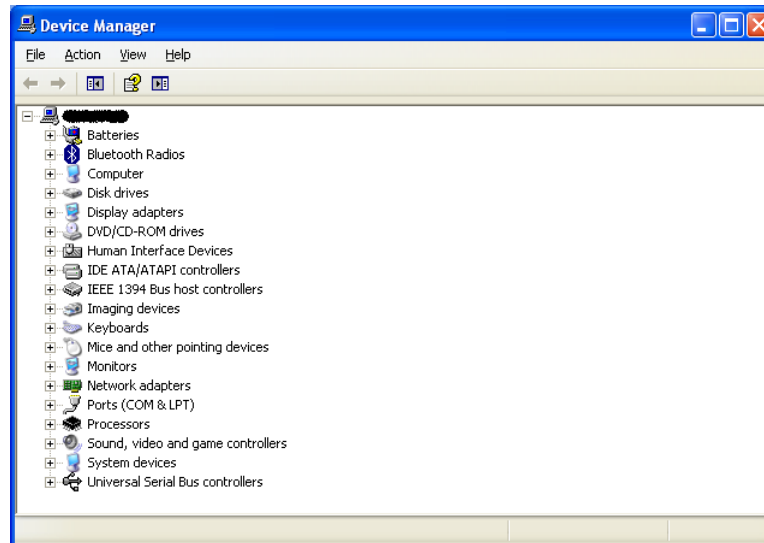 Device Manager
File Action View Help
Batteries
Bluetooth Radios
Computer
Disk drives
Display adapters
DVD/CD-ROM drives
Human Interface Devices
IDE ATA/ATAPI controllers
IEEE 1394 Bus host controllers
Imaging devices
Keyboards
Mice and other pointing devices
Monitors
Network adapters
Ports (COM & LPT)
Processors
Sound, video and game controllers
System devices
Universal Serial Bus controllers